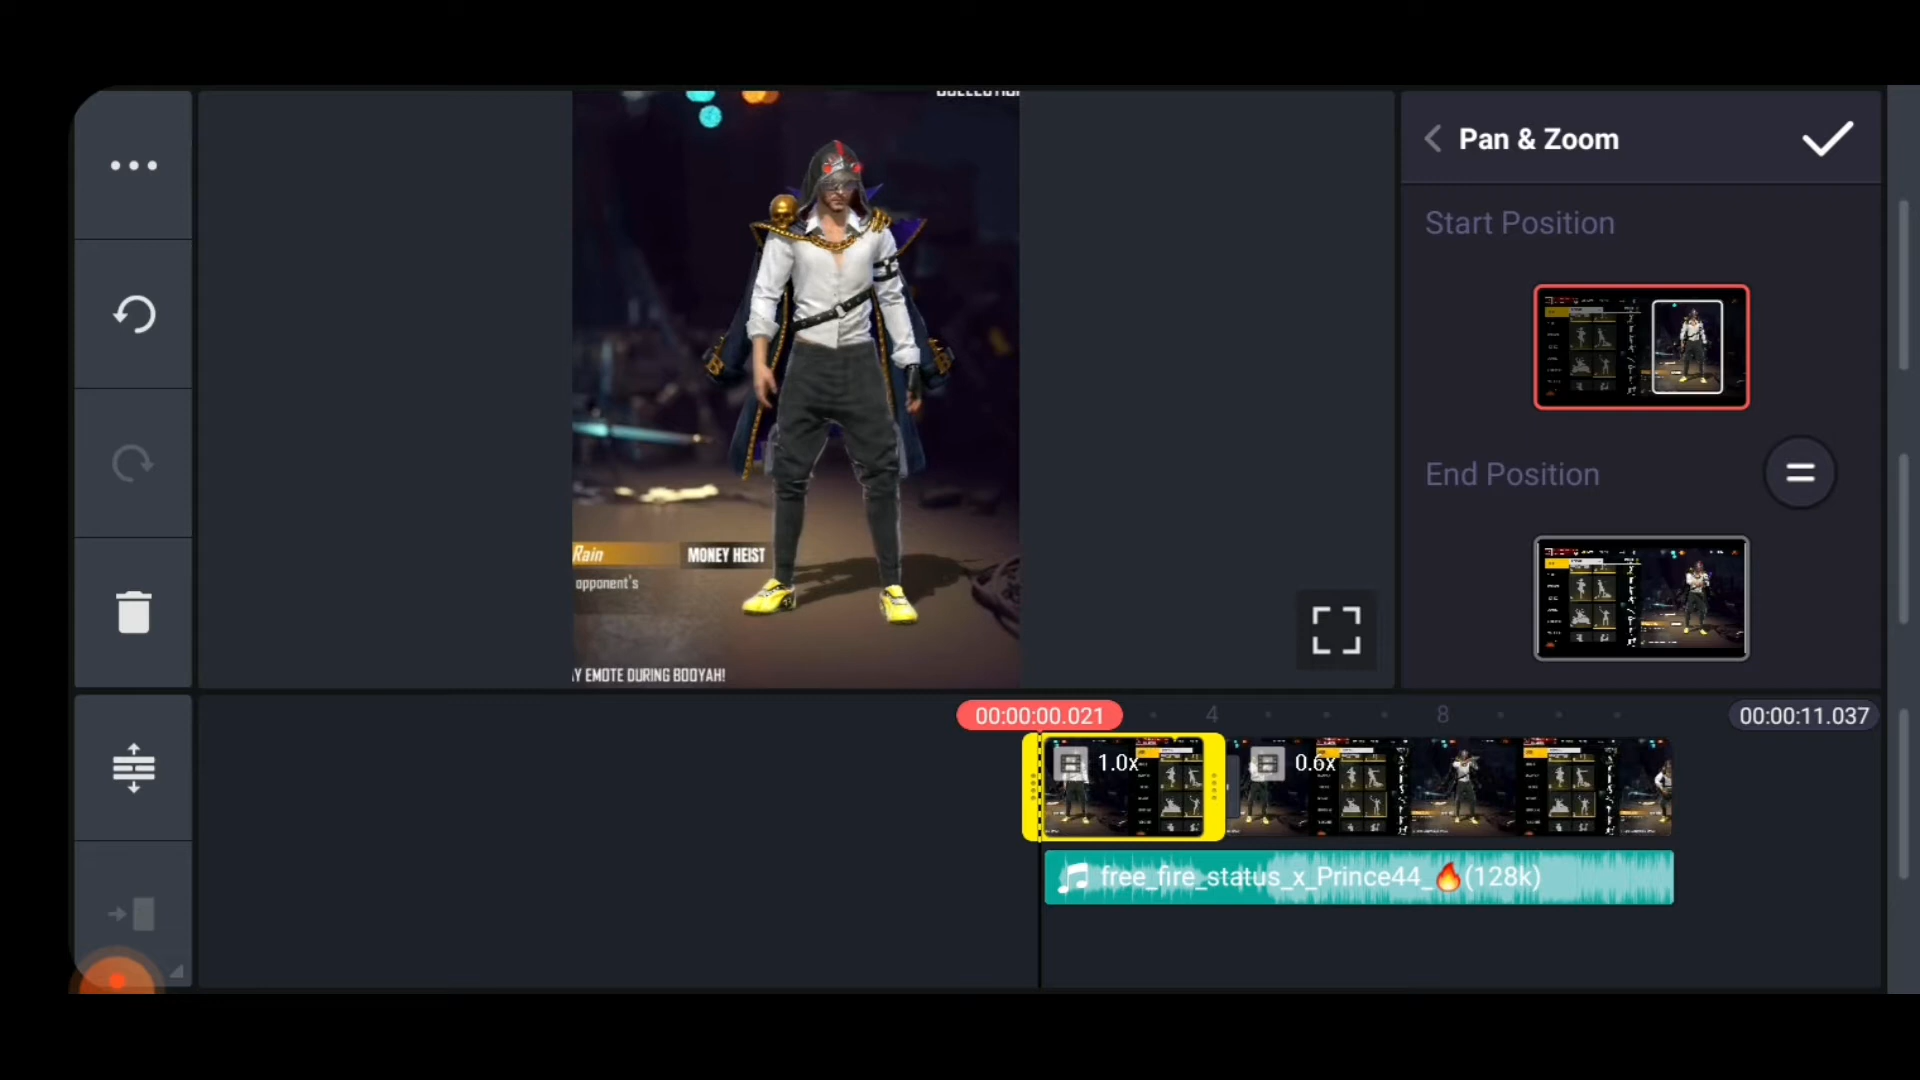 Pan & Zoom
Start Position
End Position
Rain
MONEY HEIST
opponent's
Y EMOTE DURING BOOYAH!
00:00:00.021
4
8
00:00:11.037
1.0x
0.6x
free_fire_status_x_Prince44_🔥(128k)